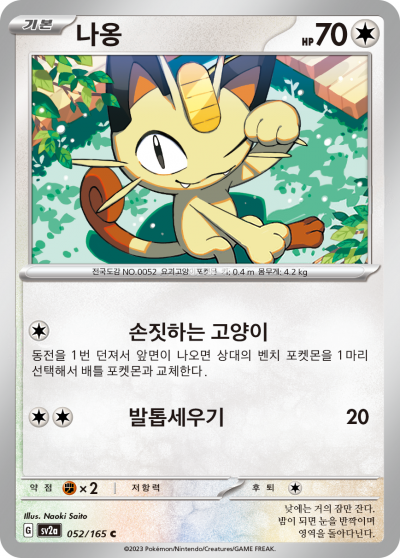 기본 나옹 HP 70
전국도감 NO.0052 요괴고양 포켓몬 키: 0.4 m 몸무게: 4.2 kg
손짓하는 고양이
동전을 1번 던져서 앞면이 나오면 상대의 벤치 포켓몬을 1마리
선택해서 배틀 포켓몬과 교체한다.
발톱세우기 20
약점 ×2 저항력 후퇴
Illus. Naoki Saito
G sv2a 052/165 C
낮에는 거의 잠만 잔다.
밤이 되면 눈을 반짝이며
영역을 돌아다닌다.
©2023 Pokémon/Nintendo/Creatures/GAME FREAK.